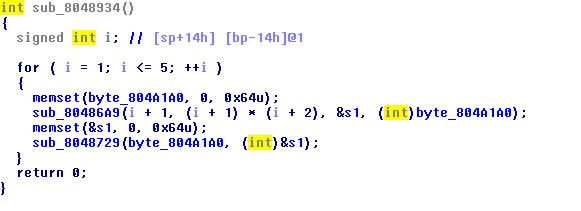 int sub_8048934()
{
signed int i; // [sp+14h] [bp-14h]@1
for ( i = 1; i <= 5; ++i )
{
memset(byte_804A1A0, 0, 0x64u);
sub_80486A9(i + 1, (i + 1) * (i + 2), &s1, (int)byte_804A1A0);
memset(&s1, 0, 0x64u);
sub_8048729(byte_804A1A0, (int)&s1);
}
return 0;
}